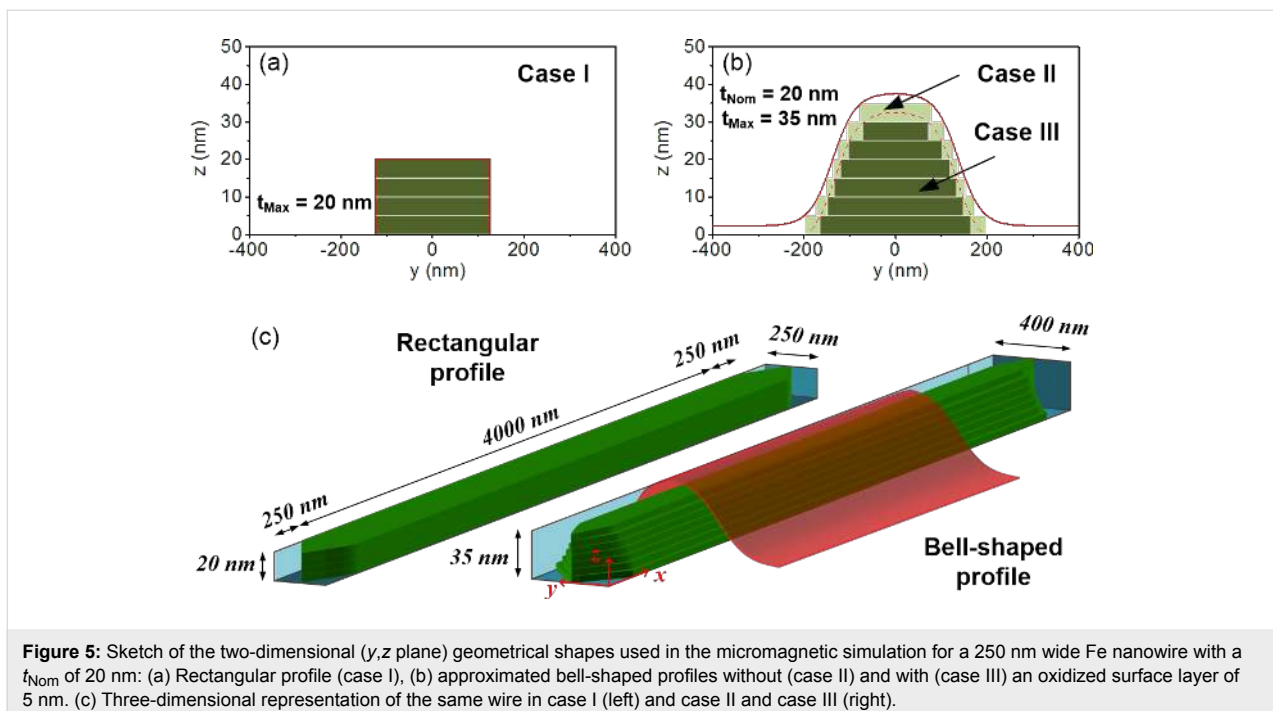 (a)
Case I
t_Max = 20 nm
50
40
30
20
10
0
z (nm)
-400
-200
0
200
400
y (nm)
(b)
Case II
t_Nom = 20 nm
t_Max = 35 nm
Case III
50
40
30
20
10
0
z (nm)
-400
-200
0
200
400
y (nm)
(c)
Rectangular profile
250 nm
250 nm
400 nm
4000 nm
250 nm
20 nm
35 nm
z
x
y
Bell-shaped profile
Figure 5: Sketch of the two-dimensional (y,z plane) geometrical shapes used in the micromagnetic simulation for a 250 nm wide Fe nanowire with a
t_Nom of 20 nm: (a) Rectangular profile (case I), (b) approximated bell-shaped profiles without (case II) and with (case III) an oxidized surface layer of
5 nm. (c) Three-dimensional representation of the same wire in case I (left) and case II and case III (right).